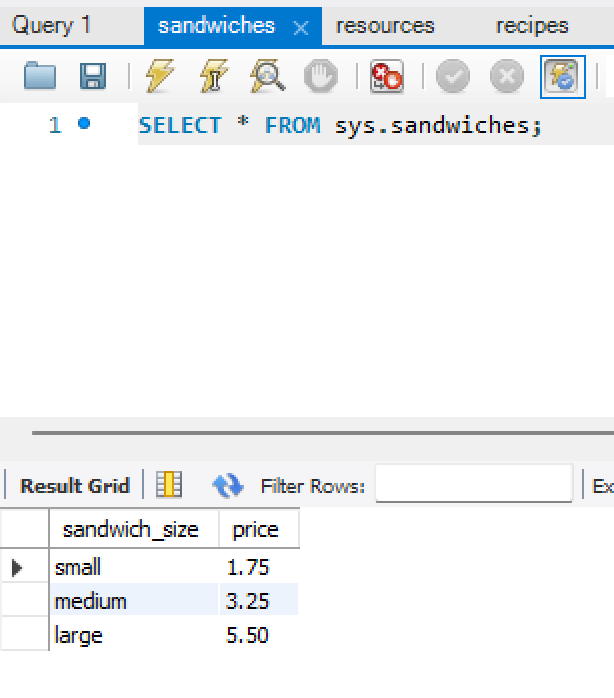 Query 1 sandwiches × resources recipes
1 SELECT * FROM sys.sandwiches;
Result Grid Filter Rows:
sandwich_size price
small 1.75
medium 3.25
large 5.50